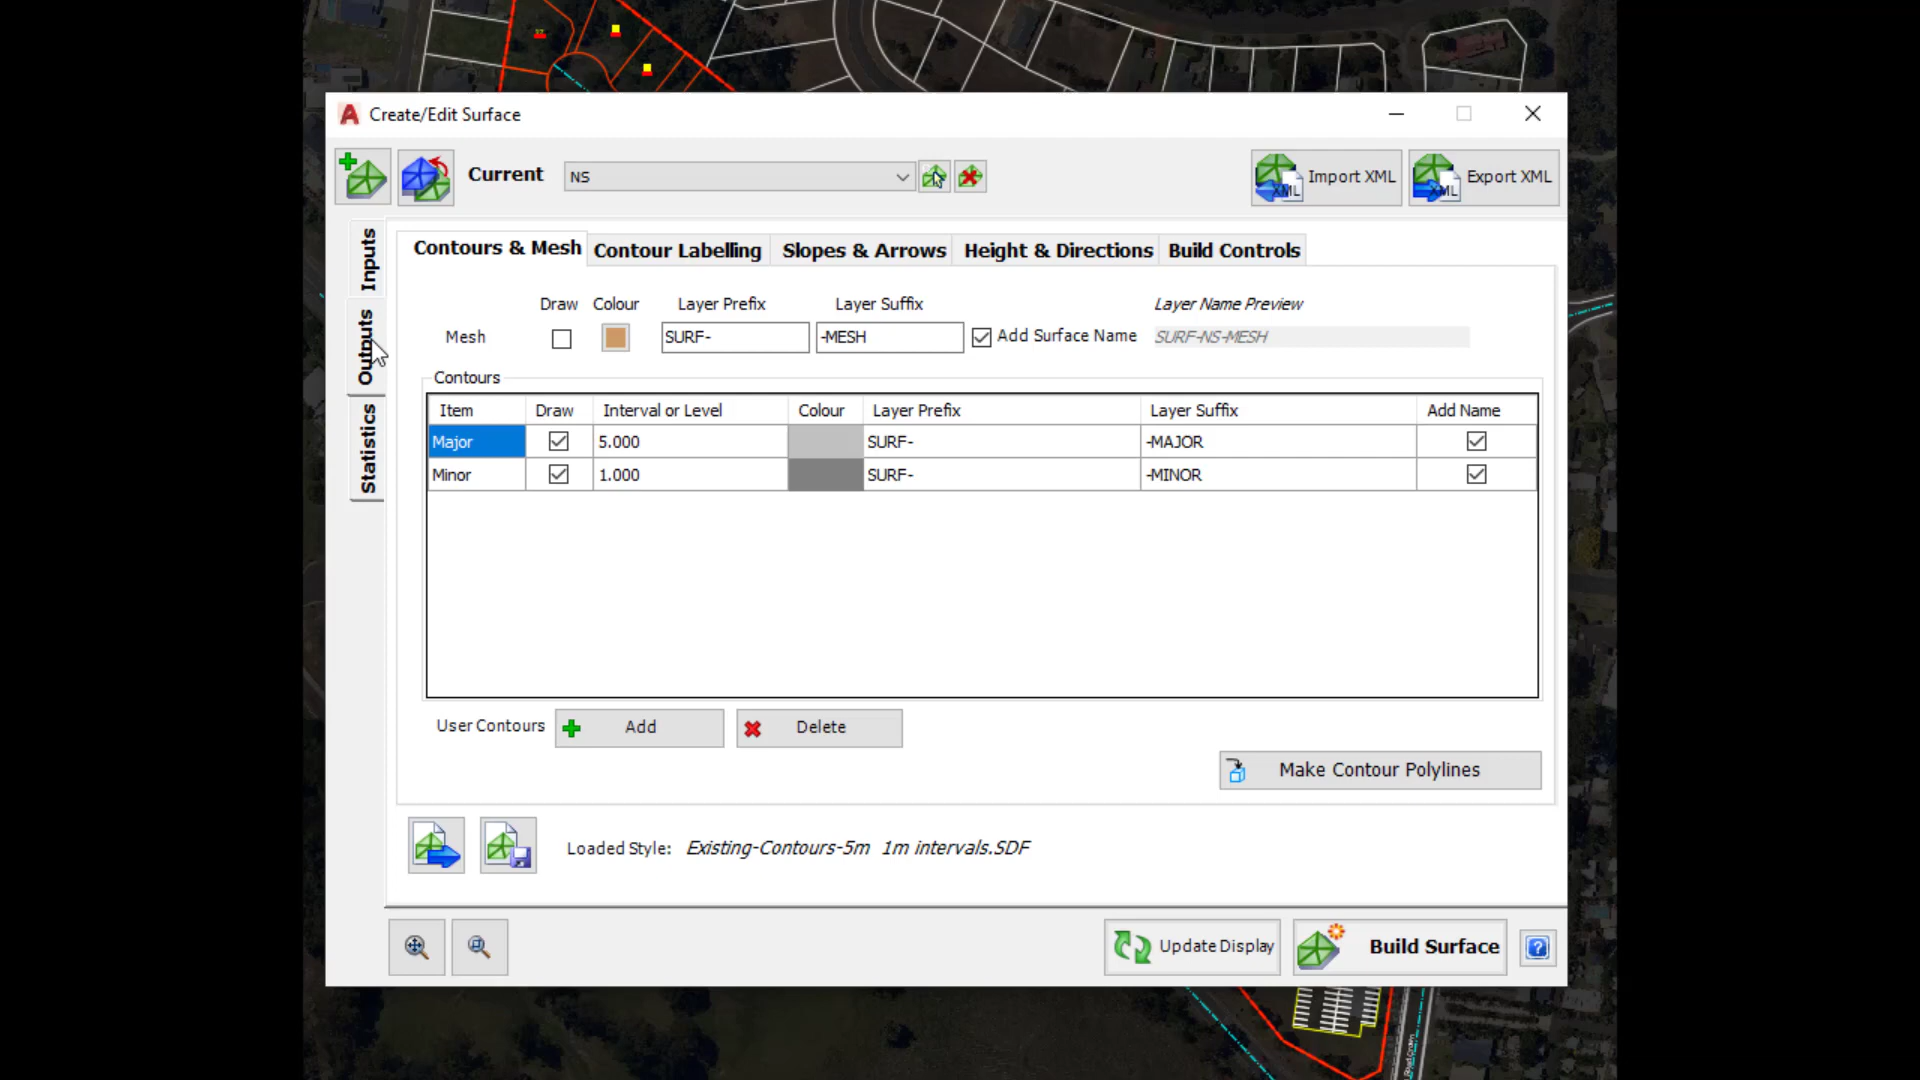 37
Create/Edit Surface
Current
NS
Import XML
Export XML
Inputs
Outputs
Statistics
Contours & Mesh
Contour Labelling
Slopes & Arrows
Height & Directions
Build Controls
Draw
Colour
Layer Prefix
Layer Suffix
Layer Name Preview
Mesh
SURF-
-MESH
Add Surface Name
SURF-NS-MESH
Contours
Item Draw Interval or Level Colour Layer Prefix Layer Suffix Add Name
Major 5.000 SURF- -MAJOR
Minor 1.000 SURF- -MINOR
User Contours
Add
Delete
Make Contour Polylines
Loaded Style: Existing-Contours-5m 1m intervals.SDF
Update Display
Build Surface